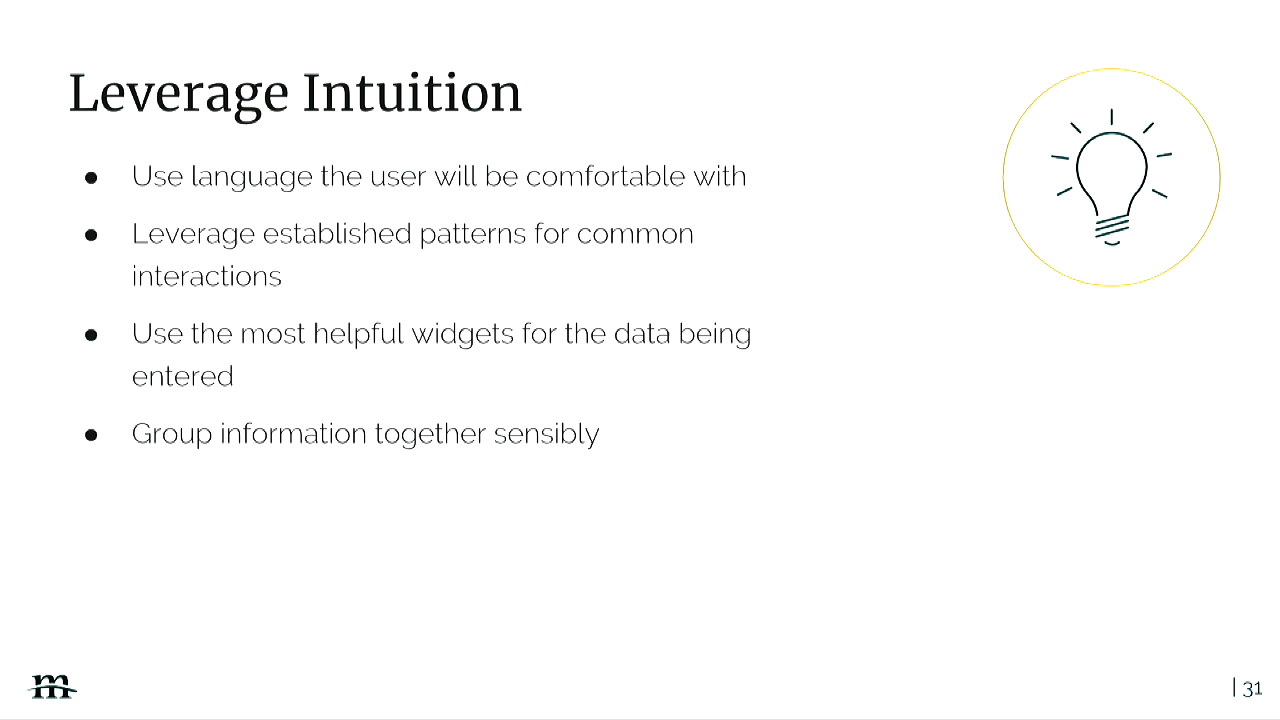 Leverage Intuition
● Use language the user will be comfortable with
● Leverage established patterns for common
interactions
● Use the most helpful widgets for the data being
entered
● Group information together sensibly
m
| 31